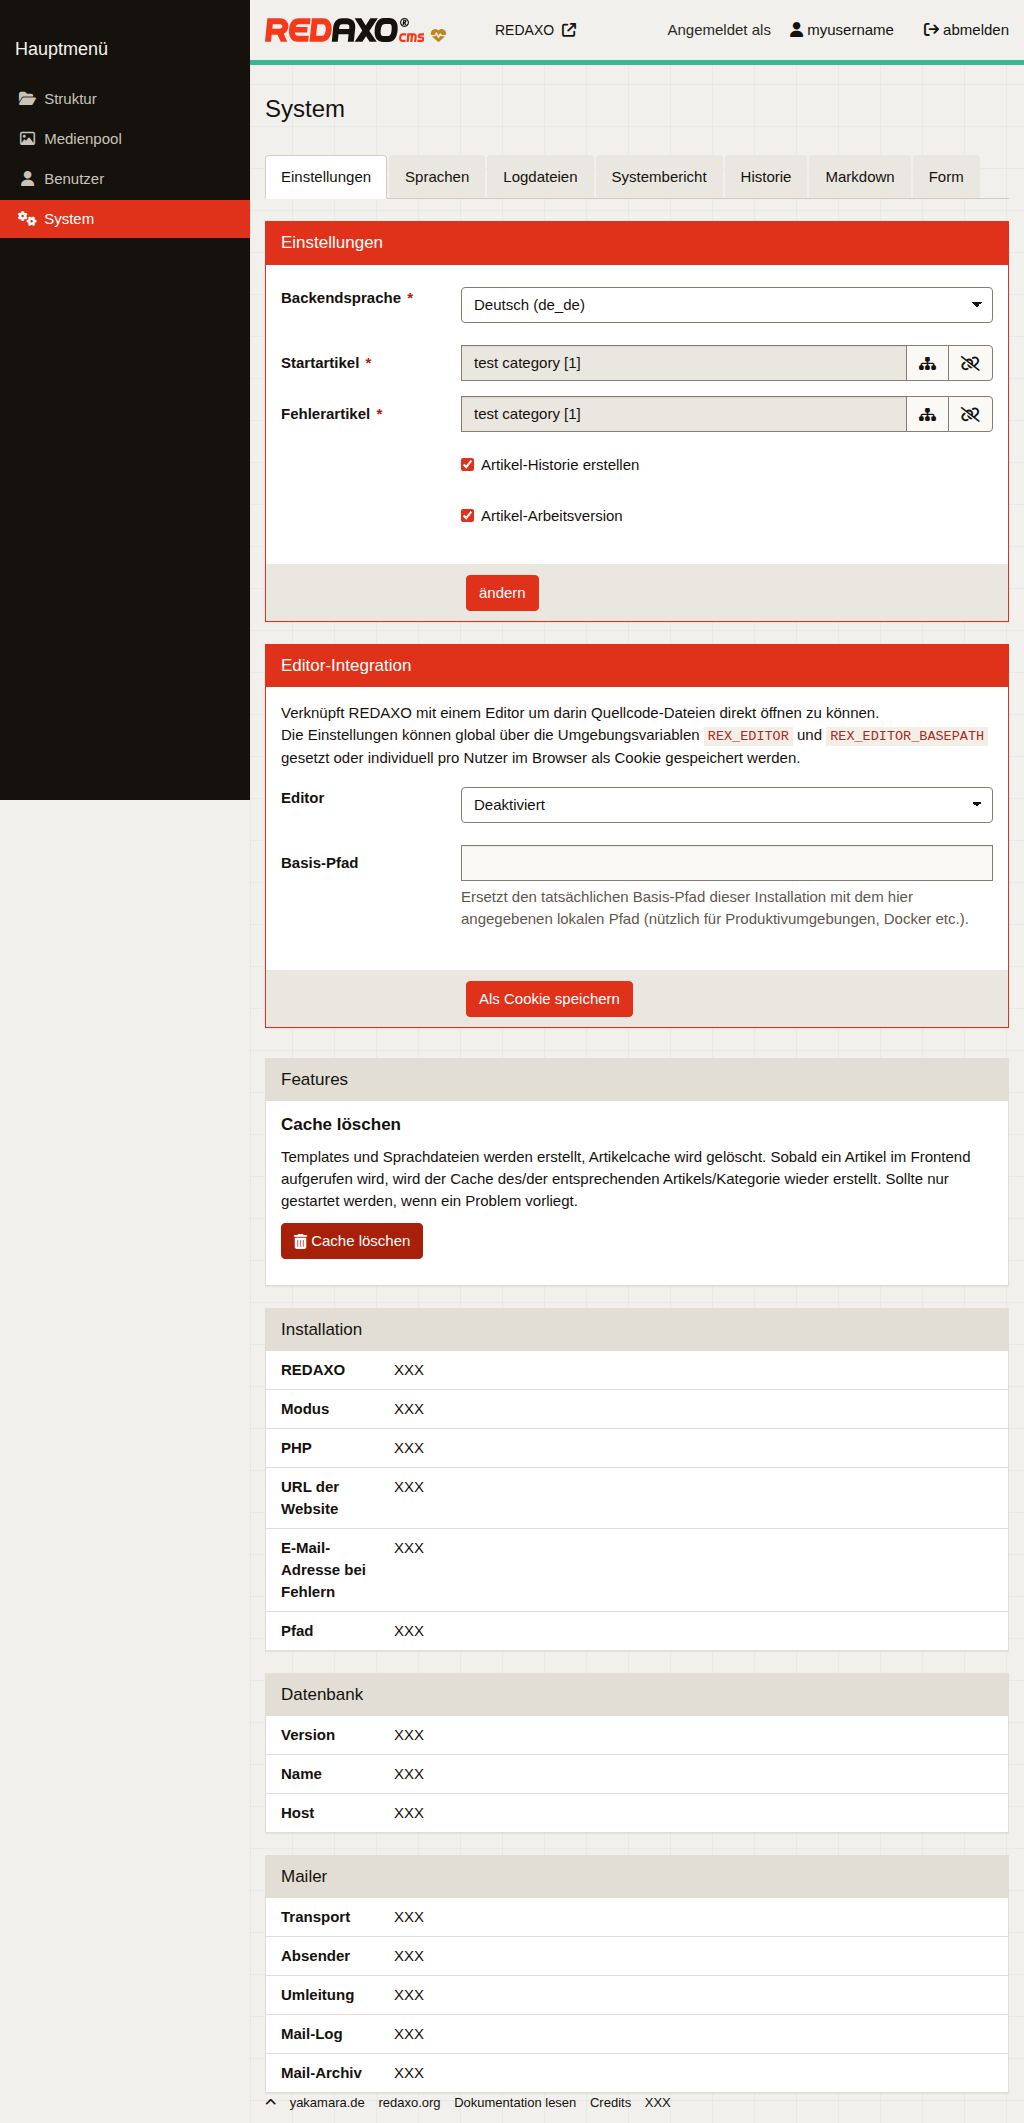 Hauptmenü
Struktur
Medienpool
Benutzer
System
REDAXO® cms
REDAXO
Angemeldet als myusername abmelden
System
Einstellungen Sprachen Logdateien Systembericht Historie Markdown Form
Einstellungen
Backendsprache * Deutsch (de_de)
Startartikel * test category [1]
Fehlerartikel * test category [1]
Artikel-Historie erstellen
Artikel-Arbeitsversion
ändern
Editor-Integration
Verknüpft REDAXO mit einem Editor um darin Quellcode-Dateien direkt öffnen zu können.
Die Einstellungen können global über die Umgebungsvariablen REX_EDITOR und REX_EDITOR_BASEPATH
gesetzt oder individuell pro Nutzer im Browser als Cookie gespeichert werden.
Editor Deaktiviert
Basis-Pfad
Ersetzt den tatsächlichen Basis-Pfad dieser Installation mit dem hier
angegebenen lokalen Pfad (nützlich für Produktivumgebungen, Docker etc.).
Als Cookie speichern
Features
Cache löschen
Templates und Sprachdateien werden erstellt, Artikelcache wird gelöscht. Sobald ein Artikel im Frontend
aufgerufen wird, wird der Cache des/der entsprechenden Artikels/Kategorie wieder erstellt. Sollte nur
gestartet werden, wenn ein Problem vorliegt.
Cache löschen
Installation
REDAXO XXX
Modus XXX
PHP XXX
URL der XXX
Website
E-Mail- XXX
Adresse bei
Fehlern
Pfad XXX
Datenbank
Version XXX
Name XXX
Host XXX
Mailer
Transport XXX
Absender XXX
Umleitung XXX
Mail-Log XXX
Mail-Archiv XXX
yakamara.de redaxo.org Dokumentation lesen Credits XXX